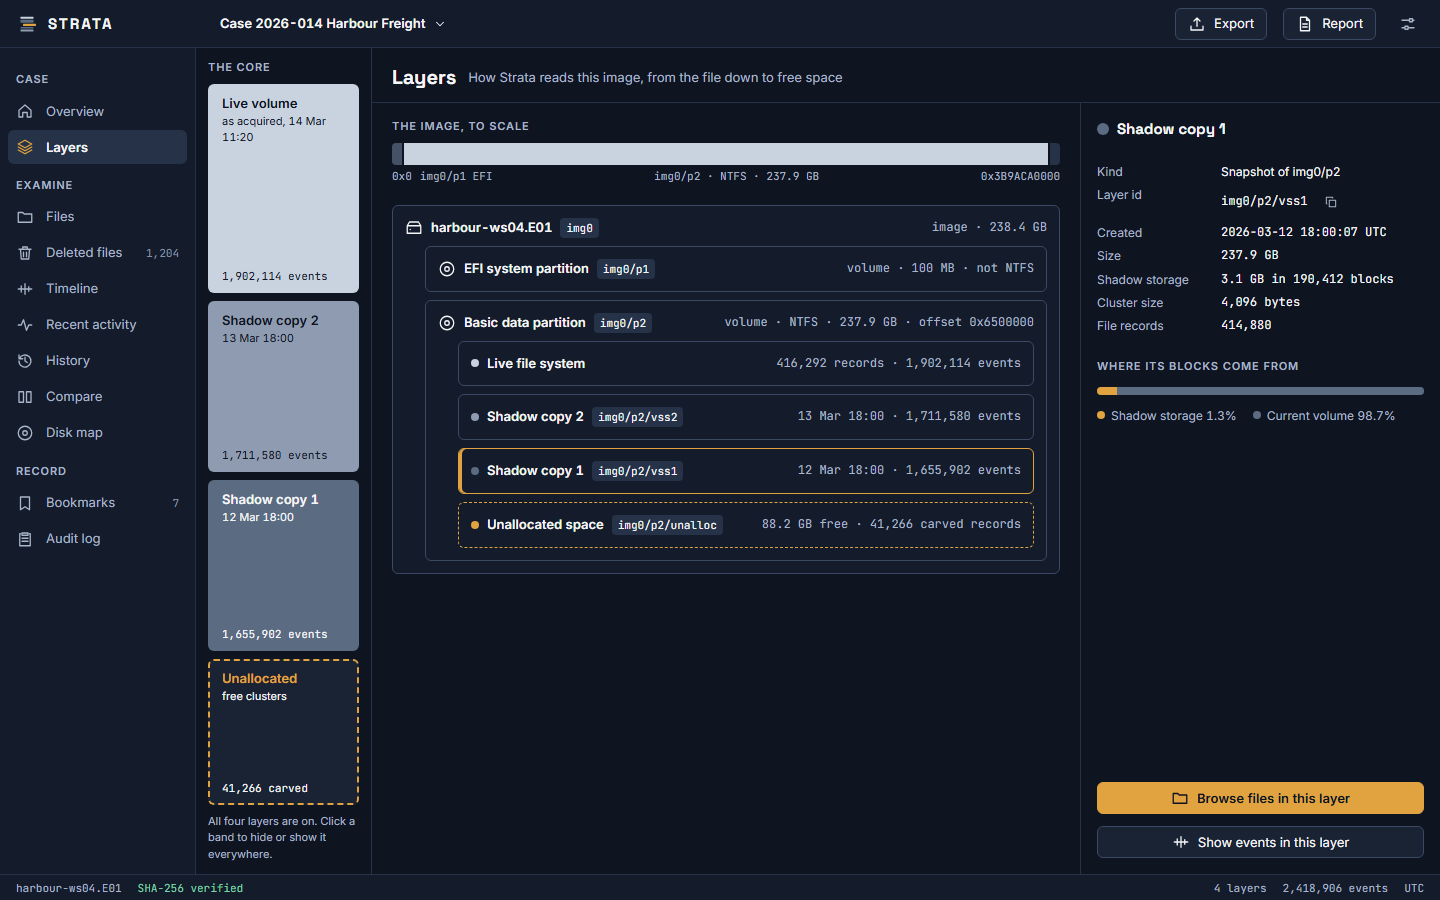 STRATA
Case 2026-014 Harbour Freight
Export
Report
CASE
Overview
Layers
EXAMINE
Files
Deleted files 1,204
Timeline
Recent activity
History
Compare
Disk map
RECORD
Bookmarks 7
Audit log
THE CORE
Live volume
as acquired, 14 Mar
11:20
1,902,114 events
Shadow copy 2
13 Mar 18:00
1,711,580 events
Shadow copy 1
12 Mar 18:00
1,655,902 events
Unallocated
free clusters
41,266 carved
All four layers are on. Click a
band to hide or show it
everywhere.
Layers How Strata reads this image, from the file down to free space
THE IMAGE, TO SCALE
0x0 img0/p1 EFI img0/p2 · NTFS · 237.9 GB 0x3B9ACA0000
harbour-ws04.E01 img0 image · 238.4 GB
EFI system partition img0/p1 volume · 100 MB · not NTFS
Basic data partition img0/p2 volume · NTFS · 237.9 GB · offset 0x6500000
Live file system 416,292 records · 1,902,114 events
Shadow copy 2 img0/p2/vss2 13 Mar 18:00 · 1,711,580 events
Shadow copy 1 img0/p2/vss1 12 Mar 18:00 · 1,655,902 events
Unallocated space img0/p2/unalloc 88.2 GB free · 41,266 carved records
Shadow copy 1
Kind Snapshot of img0/p2
Layer id img0/p2/vss1
Created 2026-03-12 18:00:07 UTC
Size 237.9 GB
Shadow storage 3.1 GB in 190,412 blocks
Cluster size 4,096 bytes
File records 414,880
WHERE ITS BLOCKS COME FROM
Shadow storage 1.3% Current volume 98.7%
Browse files in this layer
Show events in this layer
harbour-ws04.E01 SHA-256 verified
4 layers 2,418,906 events UTC